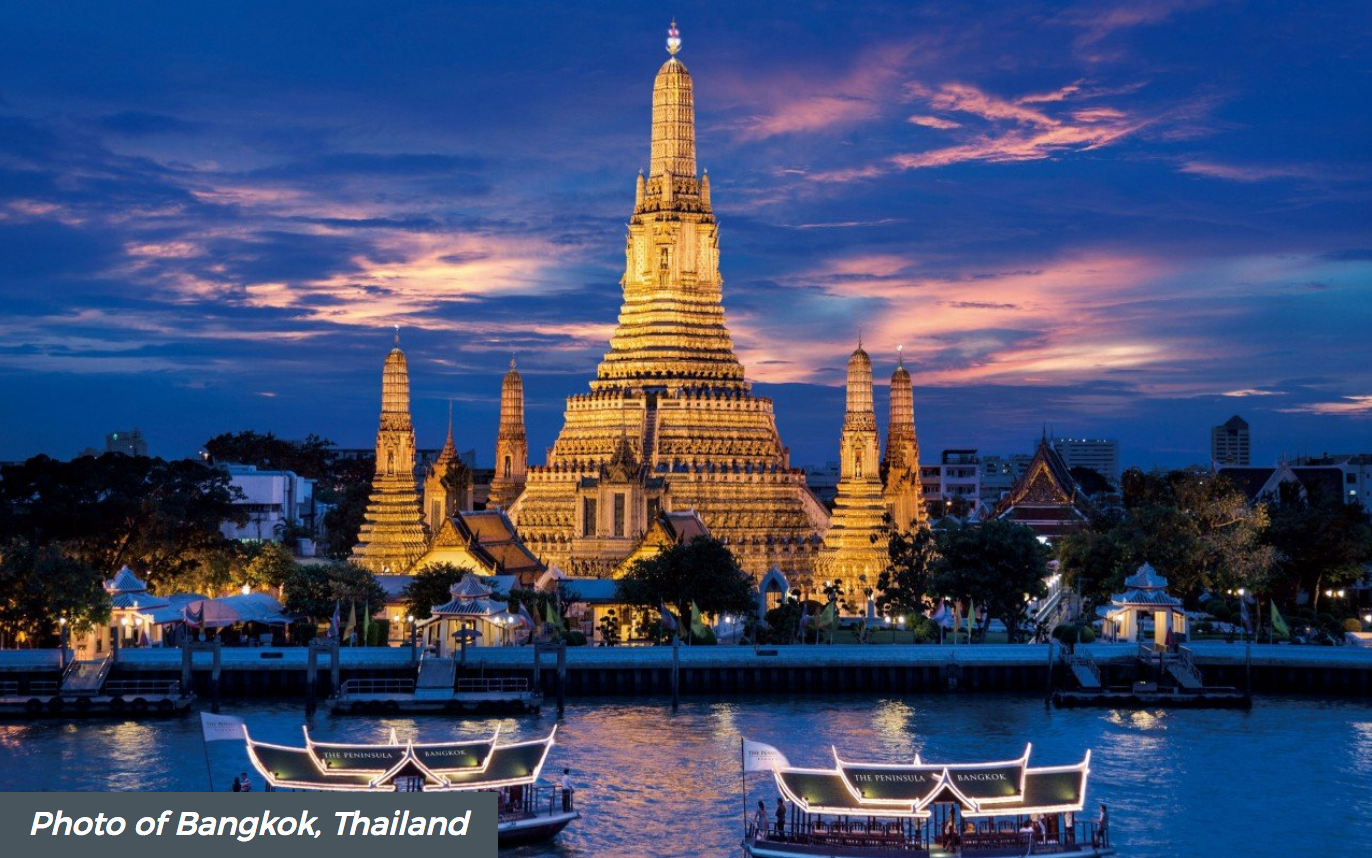 THE PENINSULA BANGKOK
THE PENINSULA BANGKOK
Photo of Bangkok, Thailand